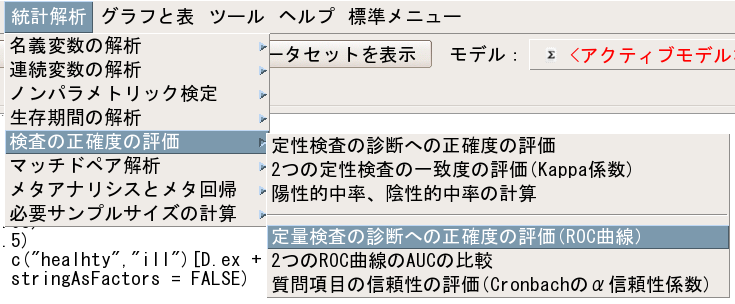 統計解析 グラフと表 ツール ヘルプ 標準メニュー
名義変数の解析
ータセットを表示 モデル： Σ <アクティブモデル
連続変数の解析
ノンパラメトリック検定
生存期間の解析
検査の正確度の評価
定性検査の診断への正確度の評価
マッチドペア解析
2つの定性検査の一致度の評価(Kappa係数)
メタアナリシスとメタ回帰
陽性的中率、陰性的中率の計算
必要サンプルサイズの計算
定量検査の診断への正確度の評価(ROC曲線)
.5)
2つのROC曲線のAUCの比較
c("healhty","ill")[D.ex +
質問項目の信頼性の評価(Cronbachのα信頼性係数)
stringAsFactors = FALSE)